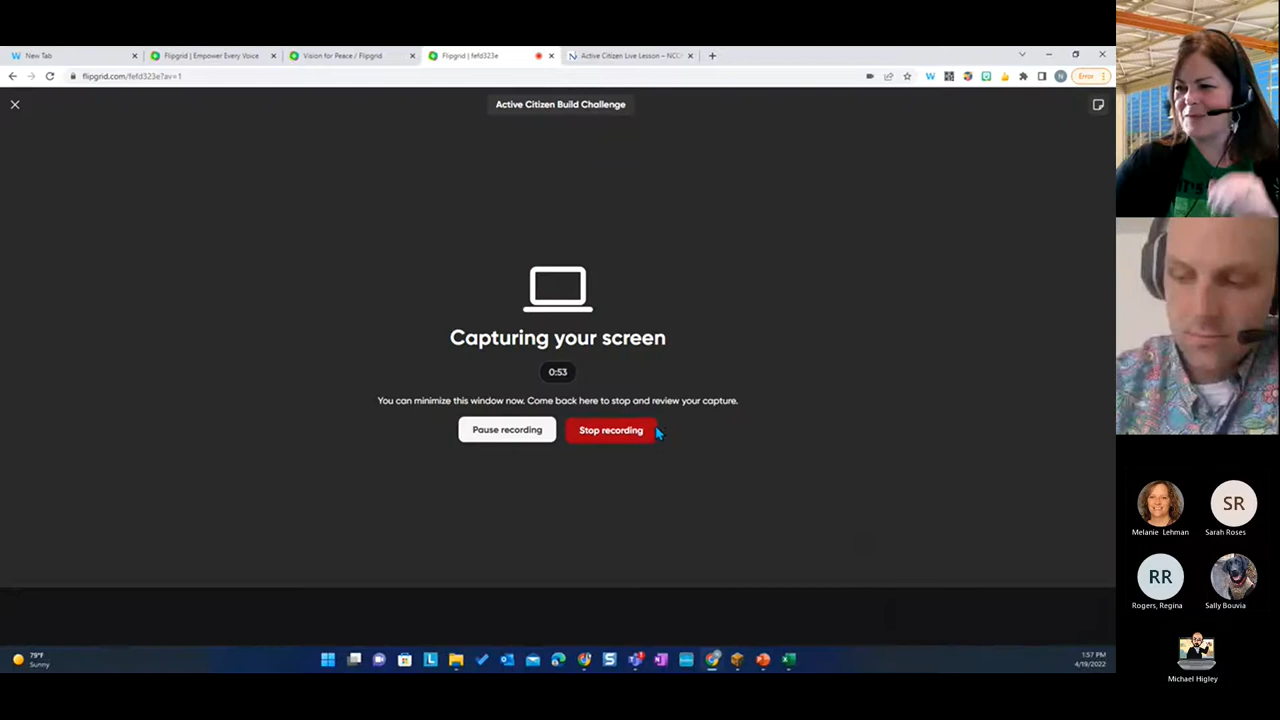 New Tab
Flipgrid | Empower Every Voice
Vision for Peace / Flipgrid
Flipgrid | fefd323e
Active Citizen Live Lesson – NCC
flipgrid.com/fefd323e?av=1
N
Error
Active Citizen Build Challenge
Capturing your screen
0:53
You can minimize this window now. Come back here to stop and review your capture.
Pause recording
Stop recording
79°F
Sunny
1:57 PM
4/19/2022
IT'S
SR
Melanie Lehman
Sarah Roses
RR
Rogers, Regina
Sally Bouvia
Michael Higley